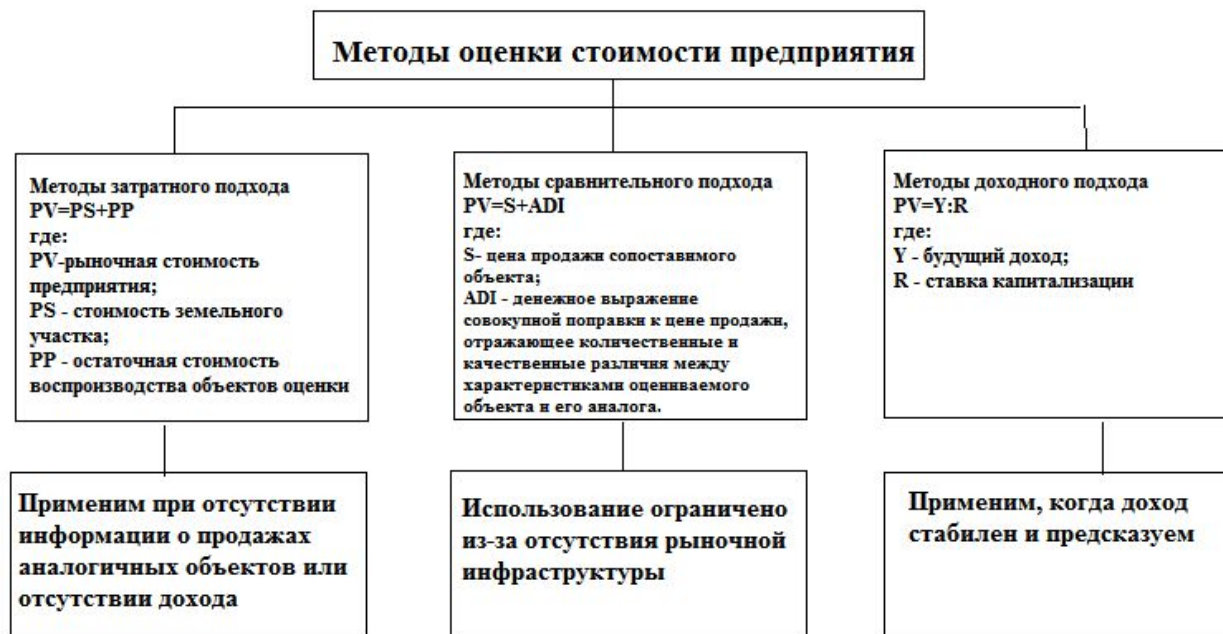 Методы оценки стоимости предприятия
Методы затратного подхода
PV=PS+PP
где:
PV-рыночная стоимость
предприятия;
PS - стоимость земельного
участка;
PP - остаточная стоимость
воспроизводства объектов оценки
Методы сравнительного подхода
PV=S+ADI
где:
S- цена продажи сопоставимого
объекта;
ADI - денежное выражение
совокупной поправки к цене продажи,
отражающее количественные и
качественные различия между
характеристиками оцениваемого
объекта и его аналога.
Методы доходного подхода
PV=Y:R
где:
Y - будущий доход;
R - ставка капитализации
Применим при отсутствии
информации о продажах
аналогичных объектов или
отсутствии дохода
Использование ограничено
из-за отсутствия рыночной
инфраструктуры
Применим, когда доход
стабилен и предсказуем